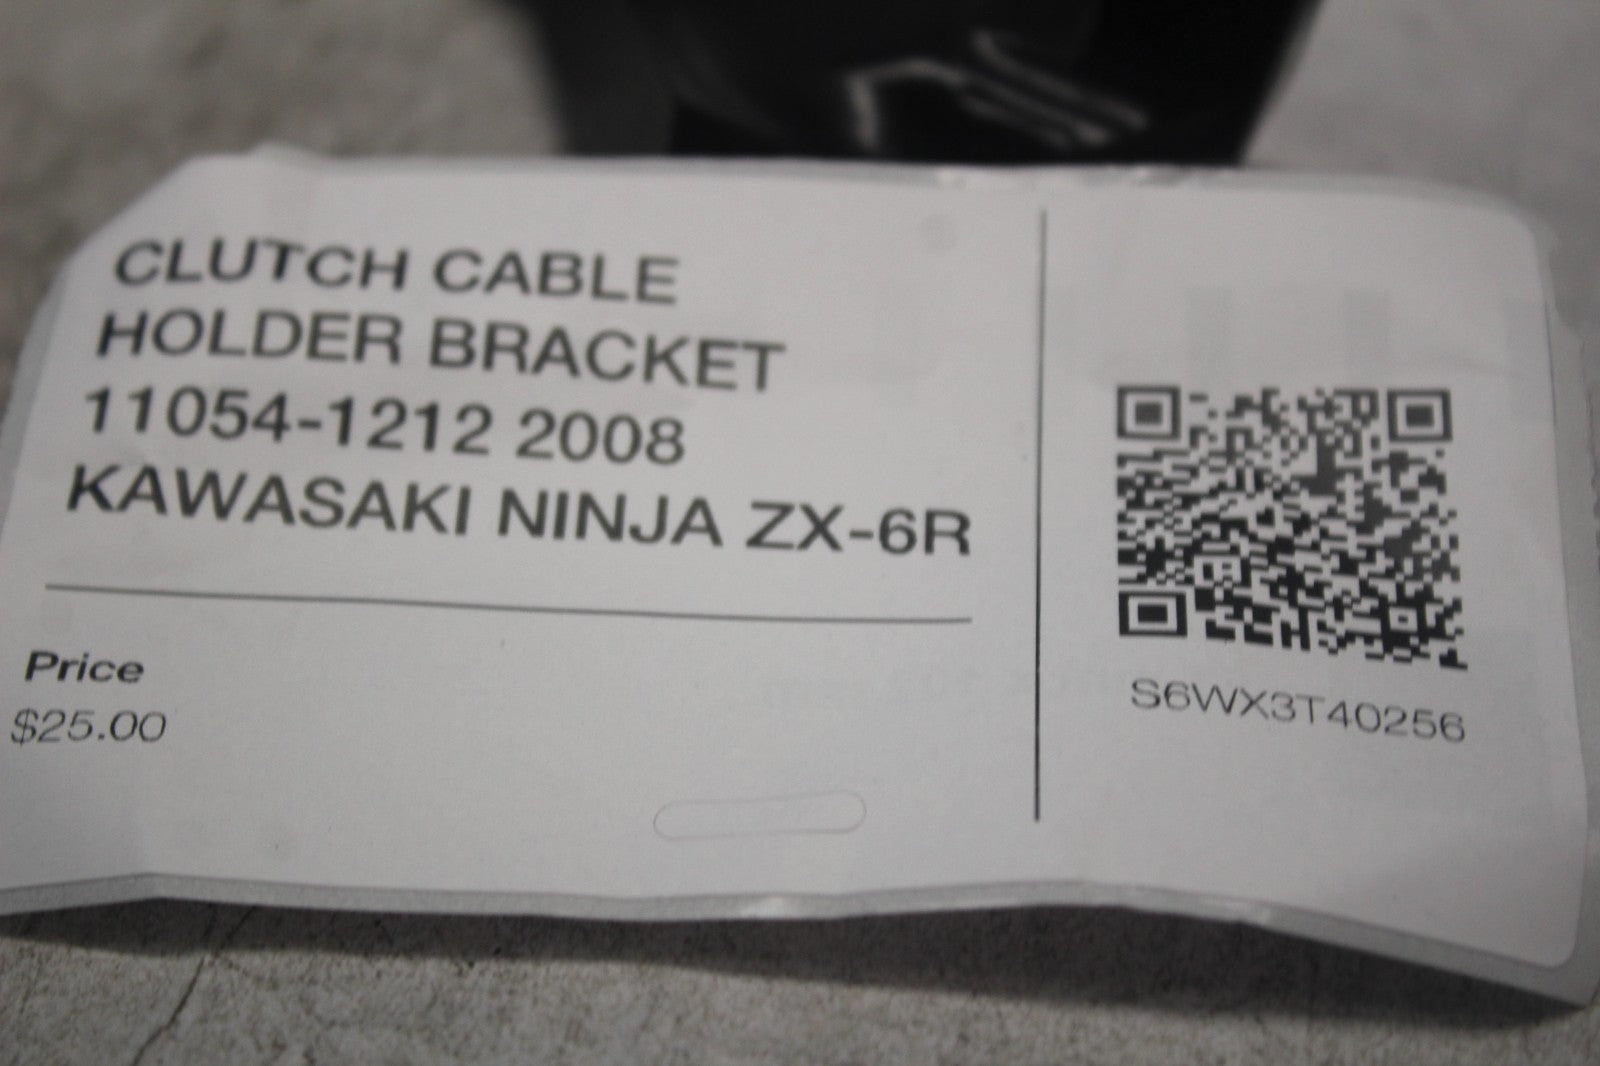 CLUTCH CABLE
HOLDER BRACKET
11054-1212 2008
KAWASAKI NINJA ZX-6R
Price
$25.00
S6WX3T40256